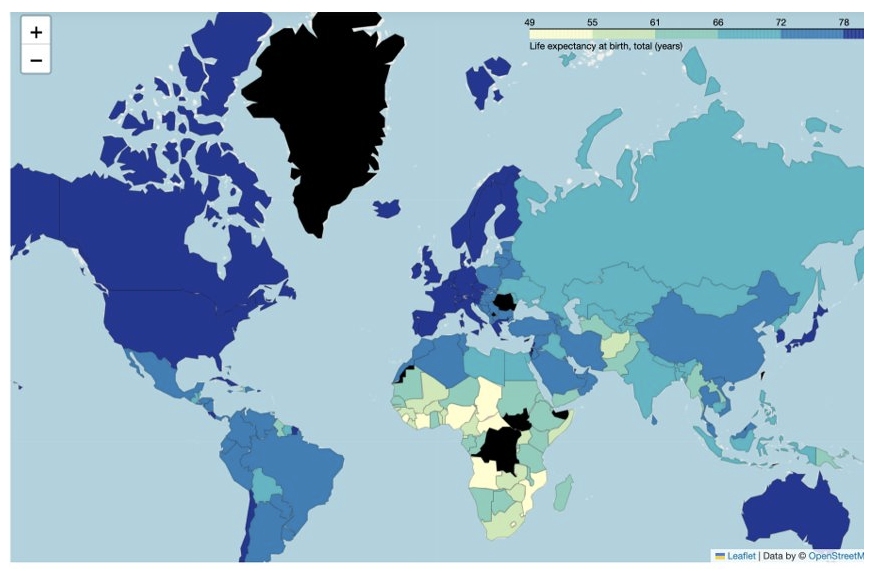 +
−
49 55 61 66 72 78
Life expectancy at birth, total (years)
Leaflet | Data by © OpenStreetM